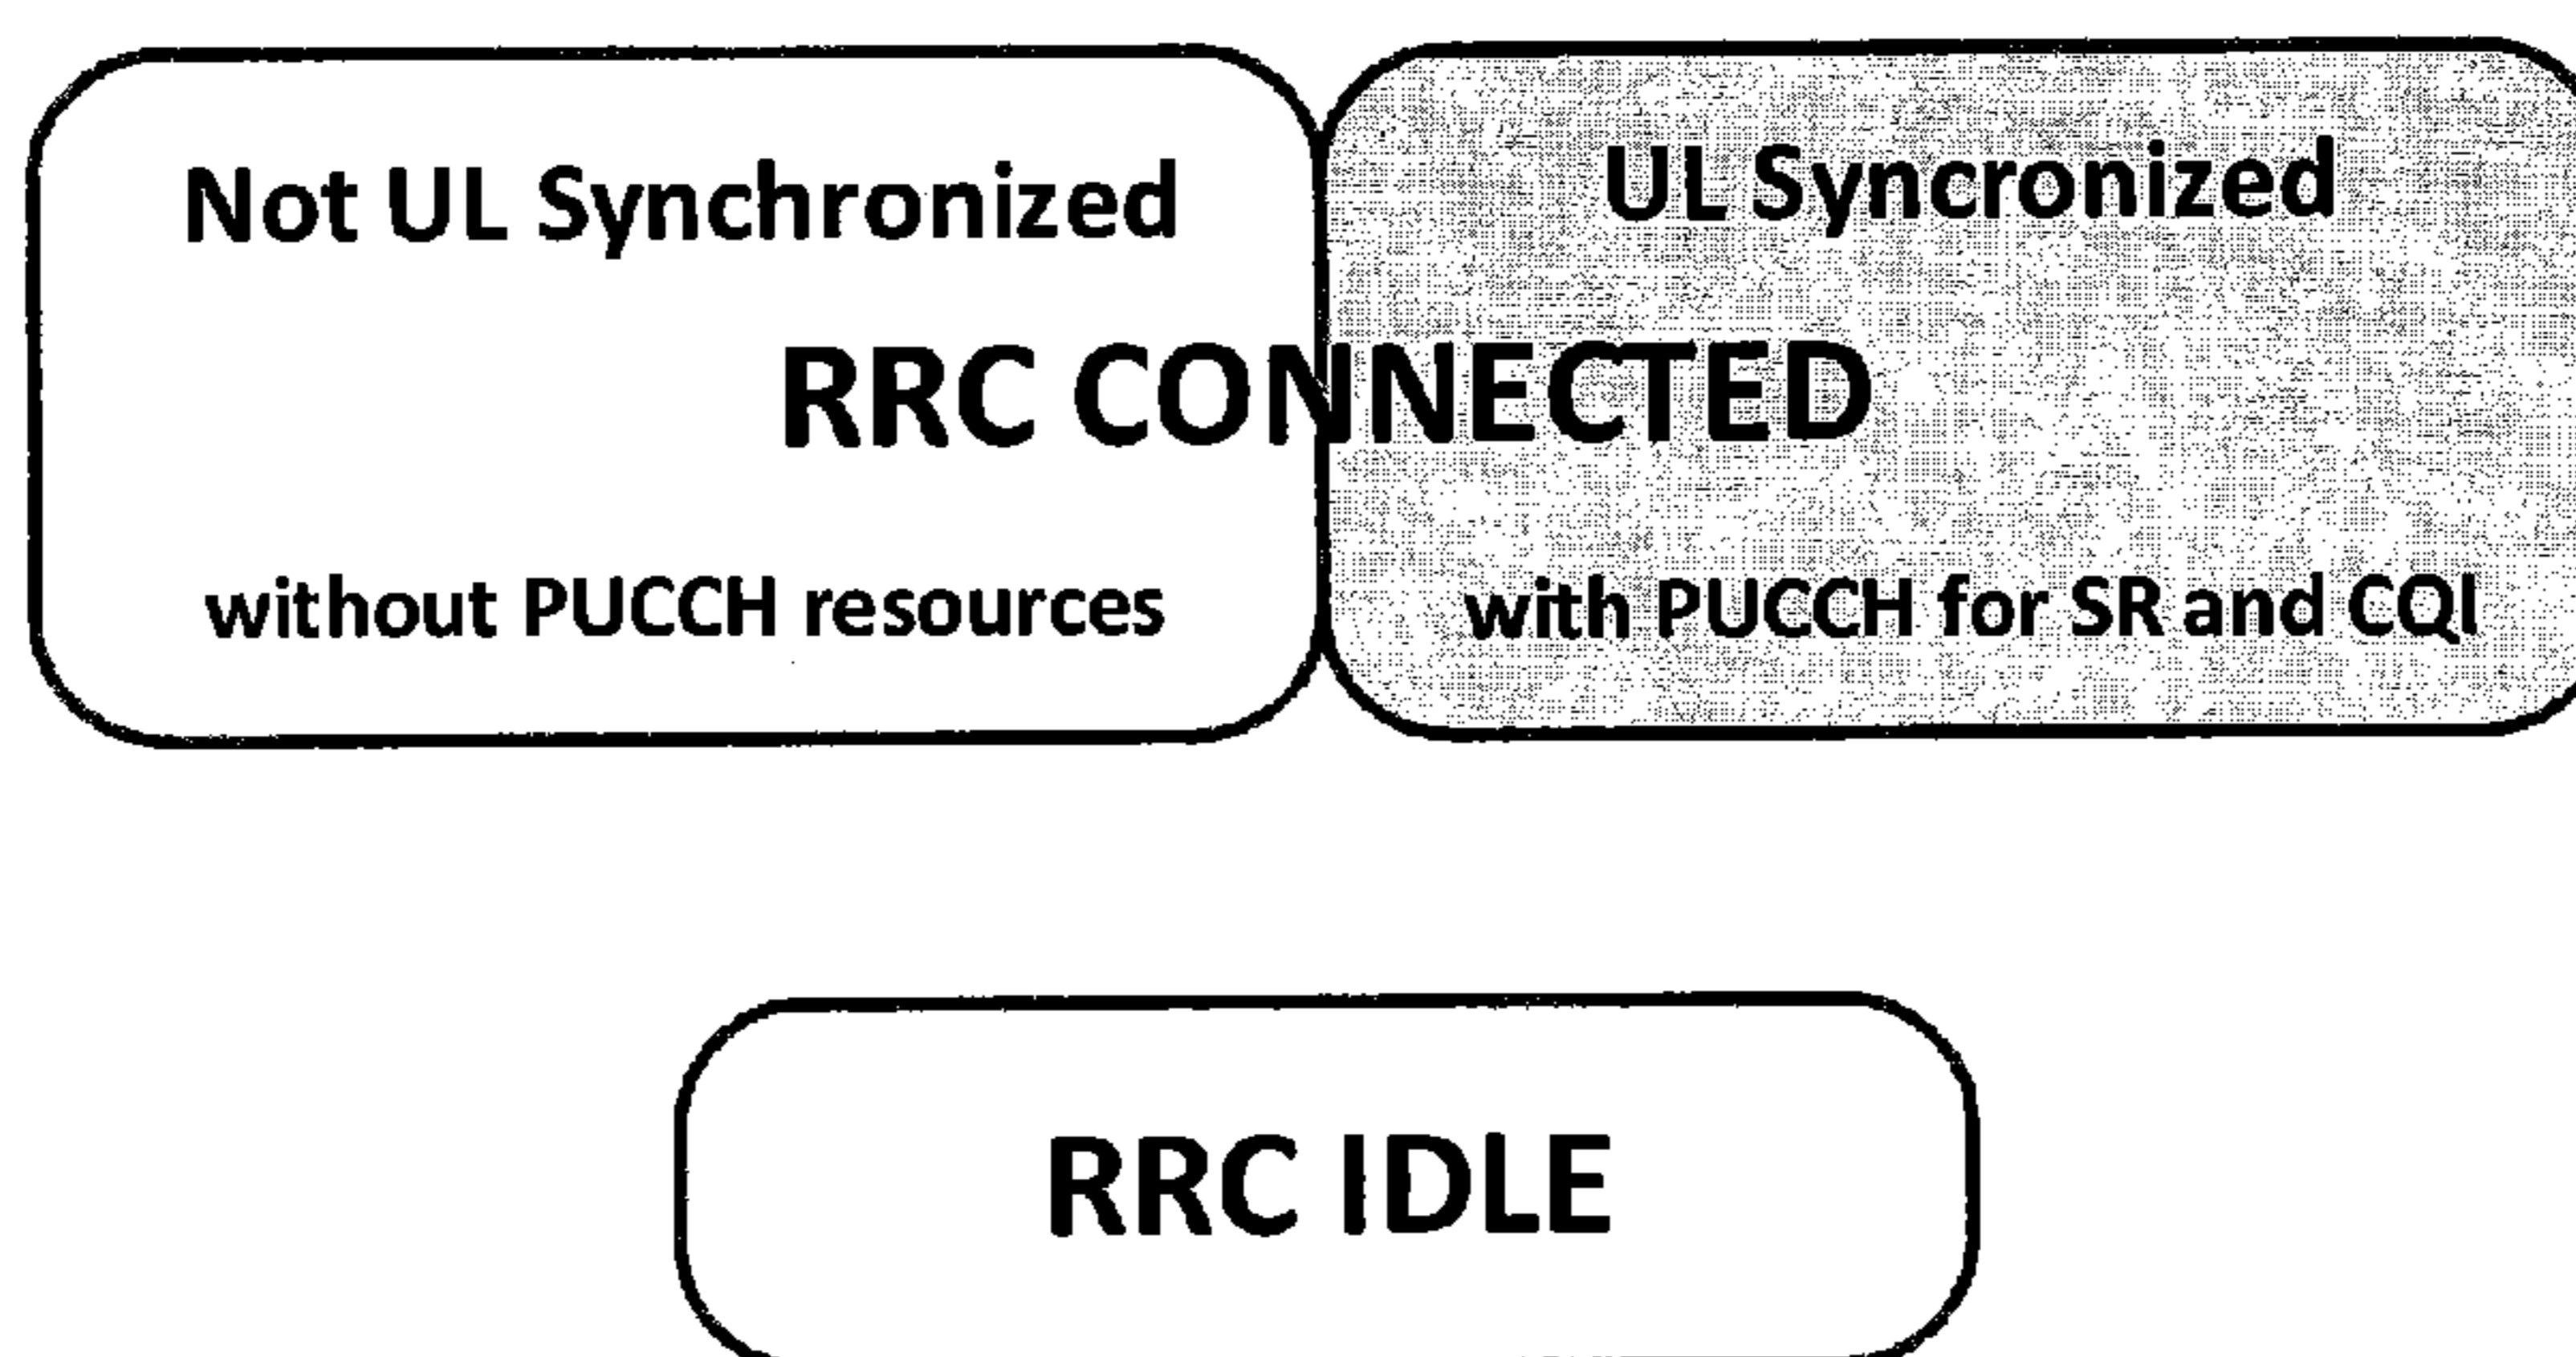 Not UL Synchronized
UL Syncronized
RRC CONNECTED
without PUCCH resources
with PUCCH for SR and CQI
RRC IDLE